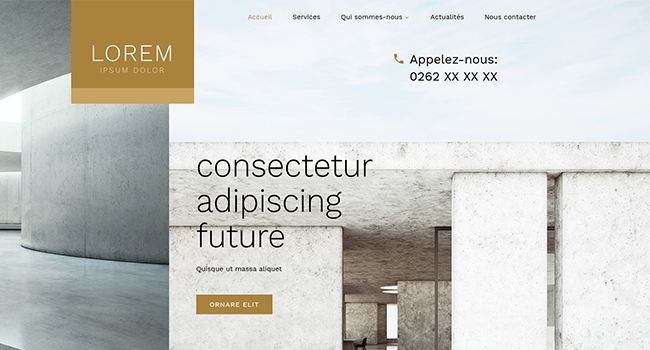 LOREM
IPSUM DOLOR
Accueil Services Qui sommes-nous Actualités Nous contacter
Appelez-nous:
0262 XX XX XX
consectetur
adipiscing
future
Quisque ut massa aliquet
ORNARE ELIT